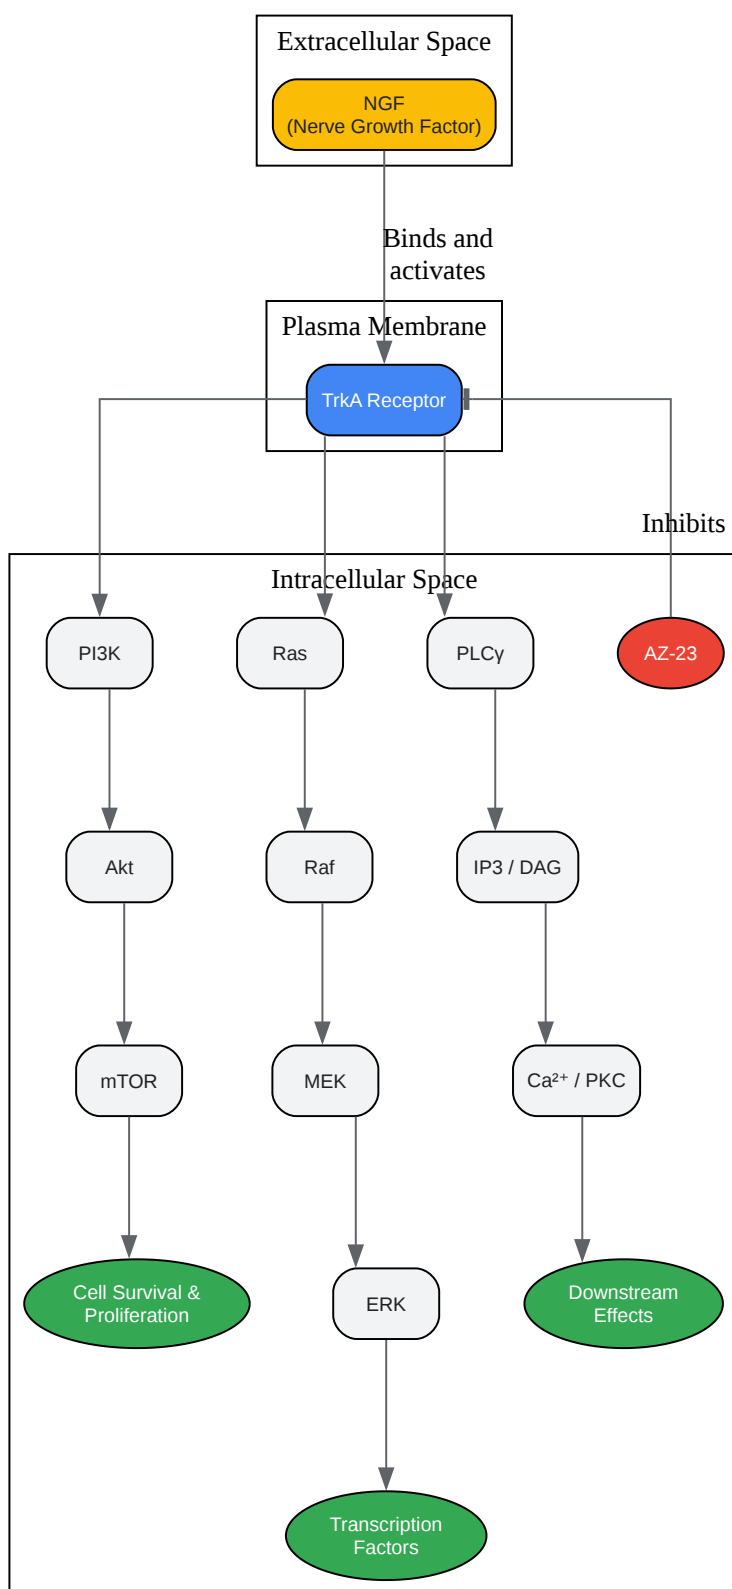 Extracellular Space
NGF
(Nerve Growth Factor)
Binds and
activates
Plasma Membrane
TrkA Receptor
Inhibits
Intracellular Space
PI3K
Ras
PLCγ
AZ-23
Akt
Raf
IP3 / DAG
mTOR
MEK
Ca²⁺ / PKC
Cell Survival &
Proliferation
ERK
Downstream
Effects
Transcription
Factors